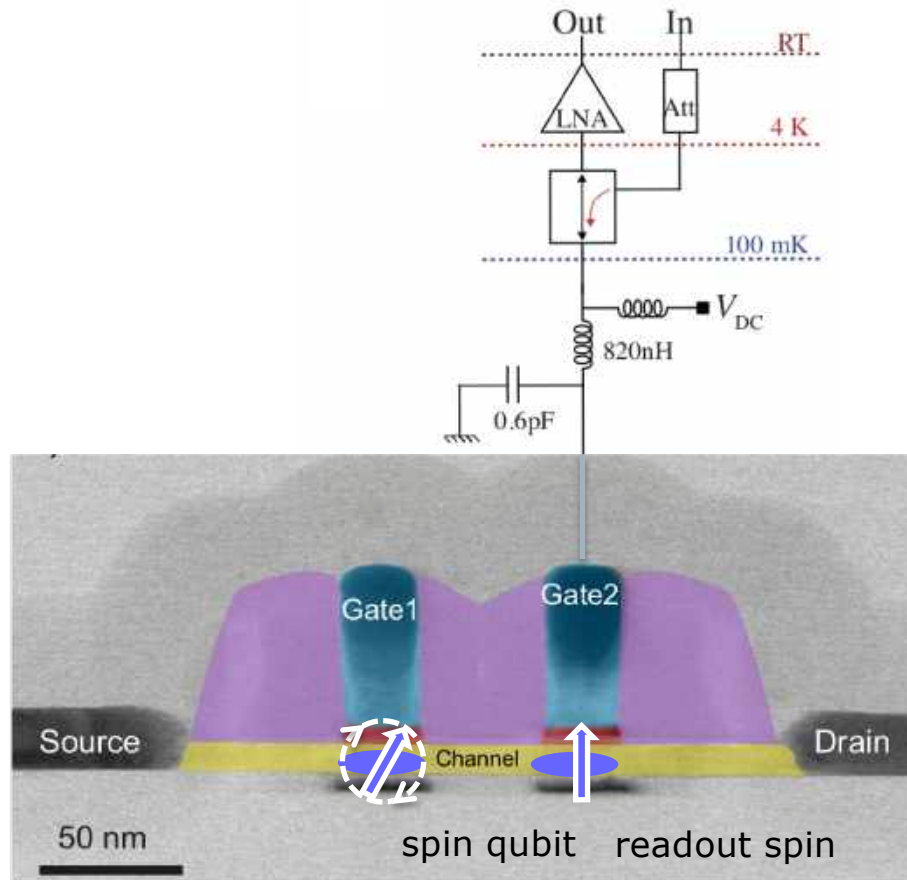 Out In
RT
LNA
Att
4 K
100 mK
VDC
820nH
0.6pF
Gate1
Gate2
Source
Channel
Drain
50 nm
spin qubit readout spin